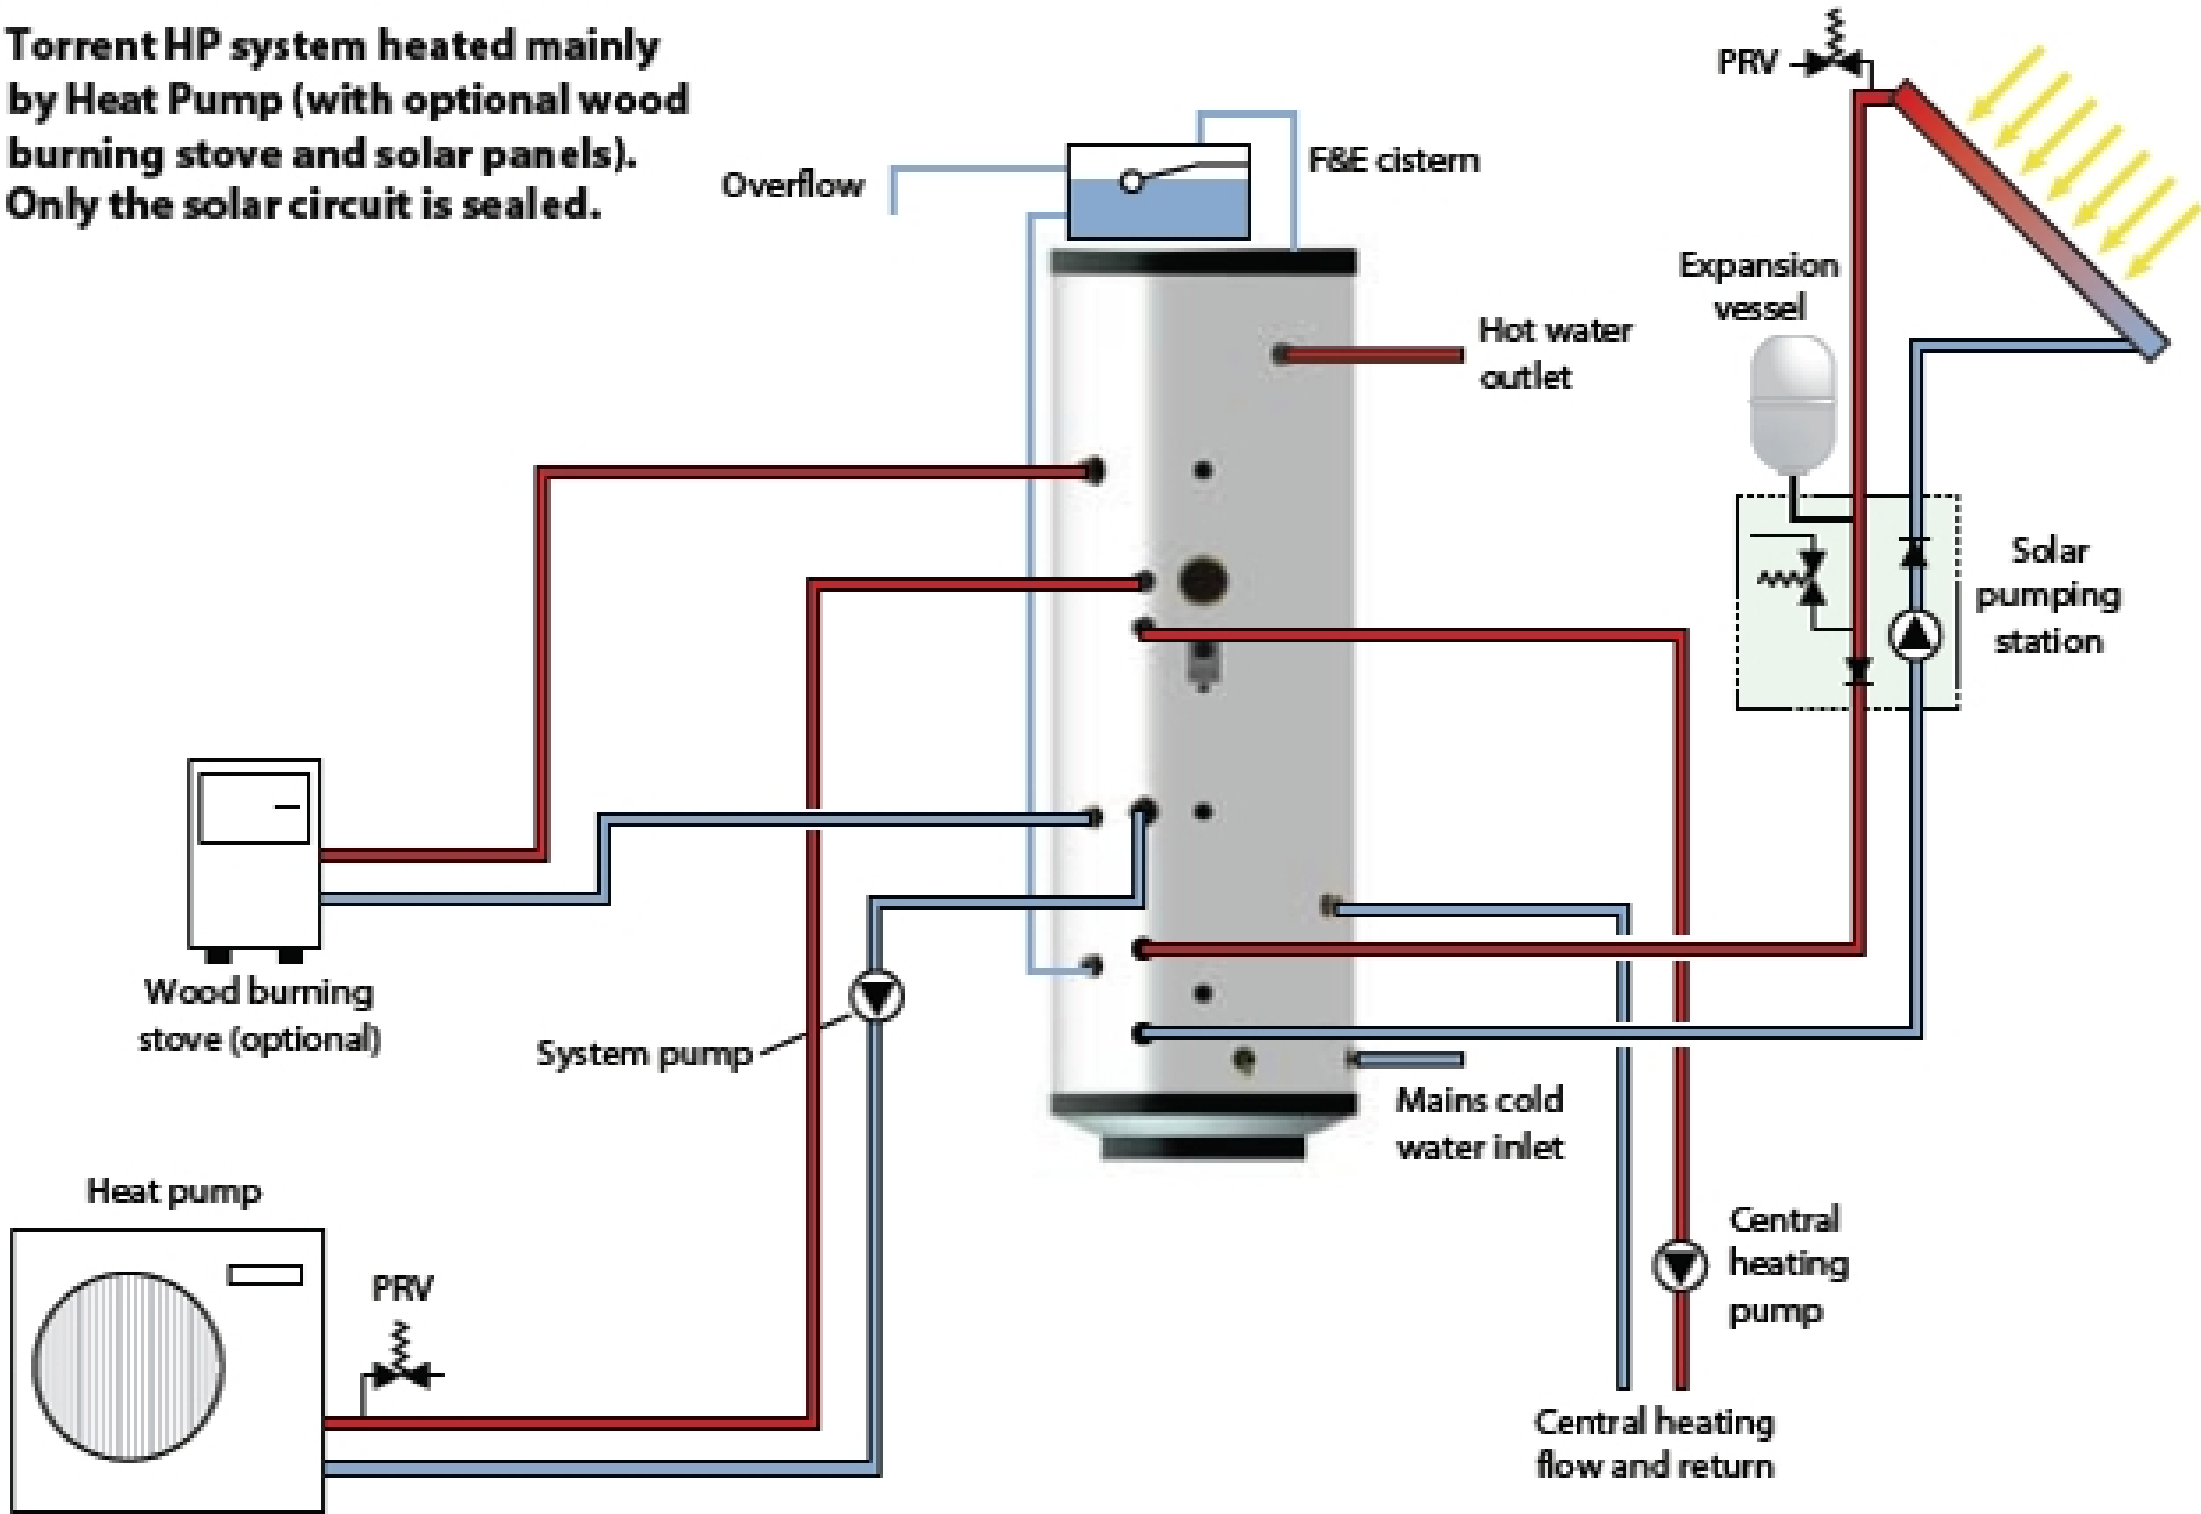 Torrent HP system heated mainly
by Heat Pump (with optional wood
burning stove and solar panels).
Only the solar circuit is sealed.
PRV
Overflow
F&E cistern
Expansion
vessel
Hot water
outlet
Solar
pumping
station
Wood burning
stove (optional)
System pump
Mains cold
water inlet
Heat pump
PRV
Central
heating
pump
Central heating
flow and return